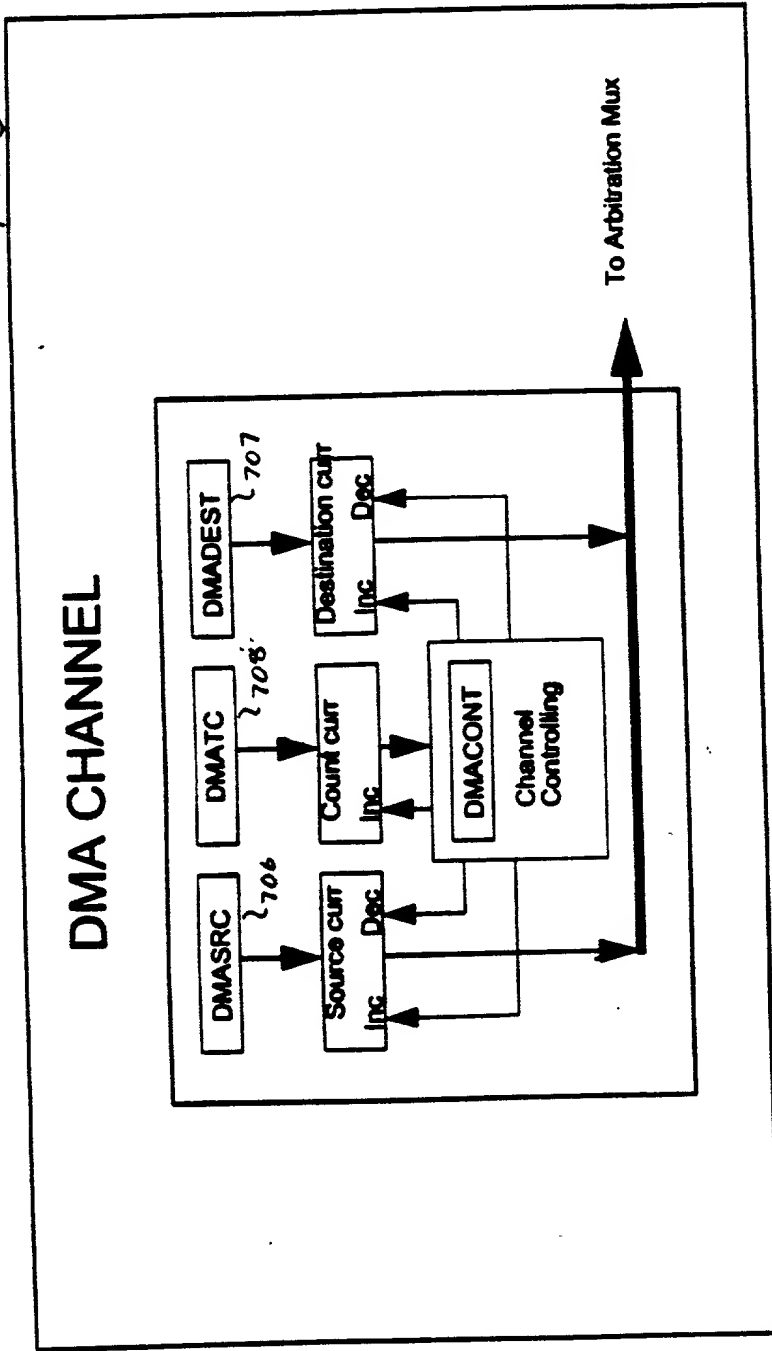 DMA CHANNEL
DMASRC
706
DMATC
708
DMADEST
707
Source curr
Inc
Dec
Count curr
Inc
Destination curr
Inc
Dec
DMACONT
Channel
Controlling
To Arbitration Mux